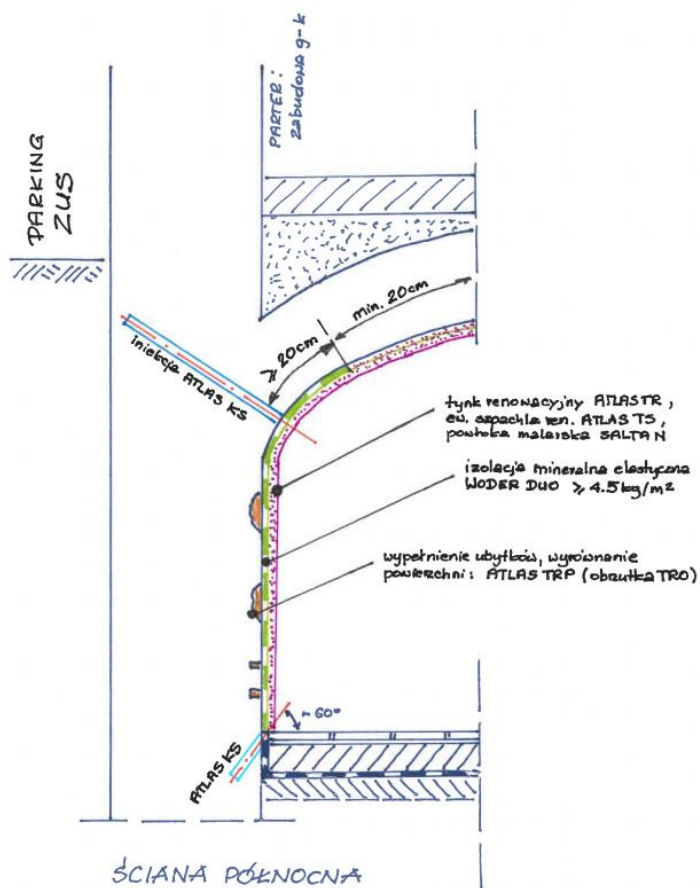 PARTER:
zabudowa g-k
PARKING
ZUS
min. 20cm
≥ 20cm
iniekcja ATLAS KS
tynk renowacyjny ATLAS TR,
ew. szpachla ren. ATLAS TS,
powłoka malarska SALTA N
izolacja mineralna elastyczna
WODER DUO ≥ 4.5 kg/m²
wypełnienie ubytków, wyrównanie
powierzchni: ATLAS TRP (obrzutka TRO)
~ 60°
ATLAS KS
ŚCIANA PÓŁNOCNA